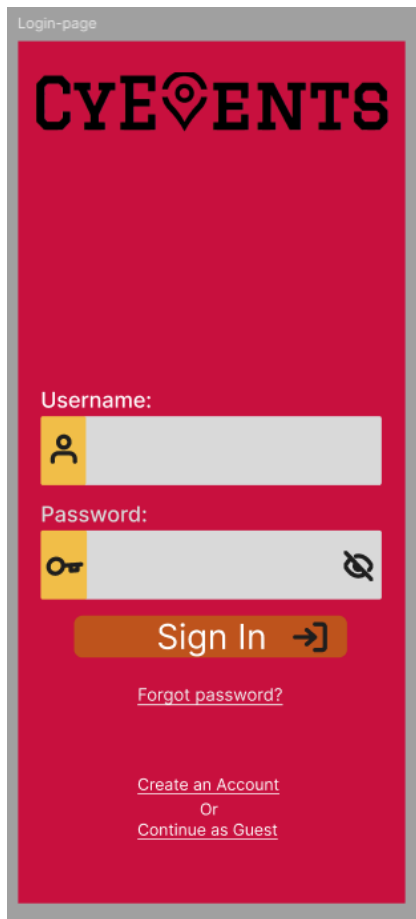 Login-page
CYEVENTS
Username:
Password:
Sign In
Forgot password?
Create an Account
Or
Continue as Guest